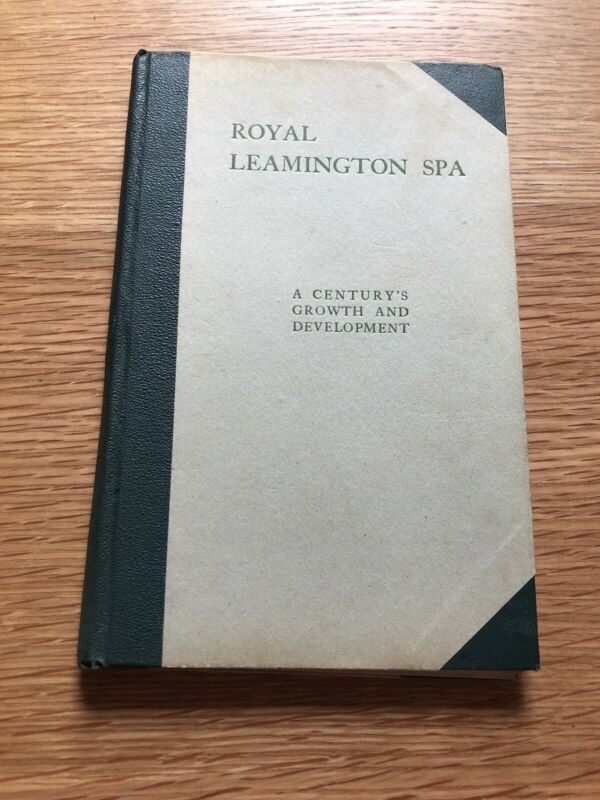 ROYAL
LEAMINGTON SPA
A CENTURY'S
GROWTH AND
DEVELOPMENT